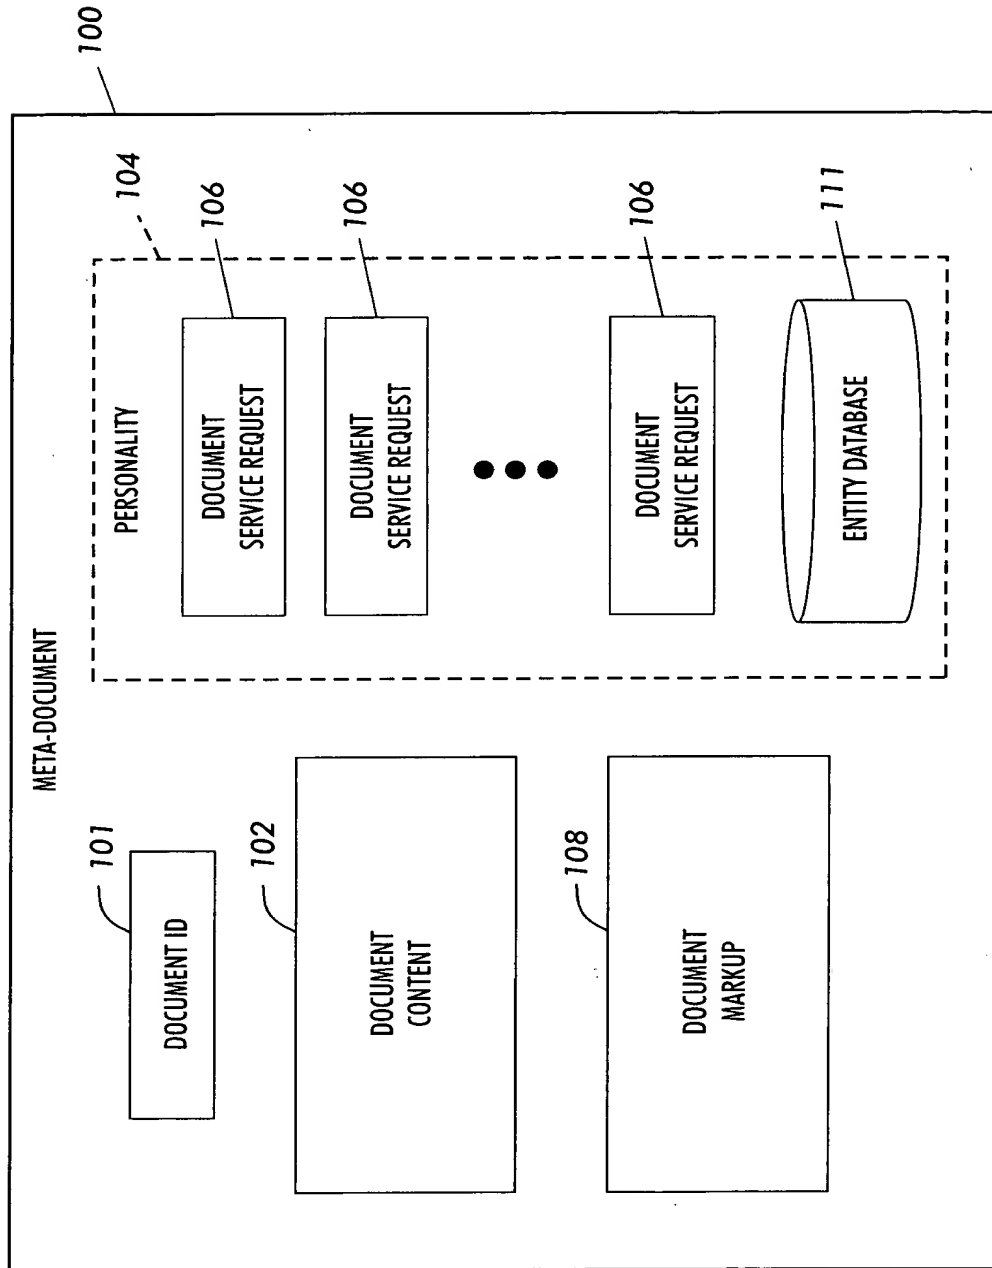 META-DOCUMENT
100
101
DOCUMENT ID
102
DOCUMENT
CONTENT
108
DOCUMENT
MARKUP
104
PERSONALITY
106
DOCUMENT
SERVICE REQUEST
106
DOCUMENT
SERVICE REQUEST
106
DOCUMENT
SERVICE REQUEST
111
ENTITY DATABASE